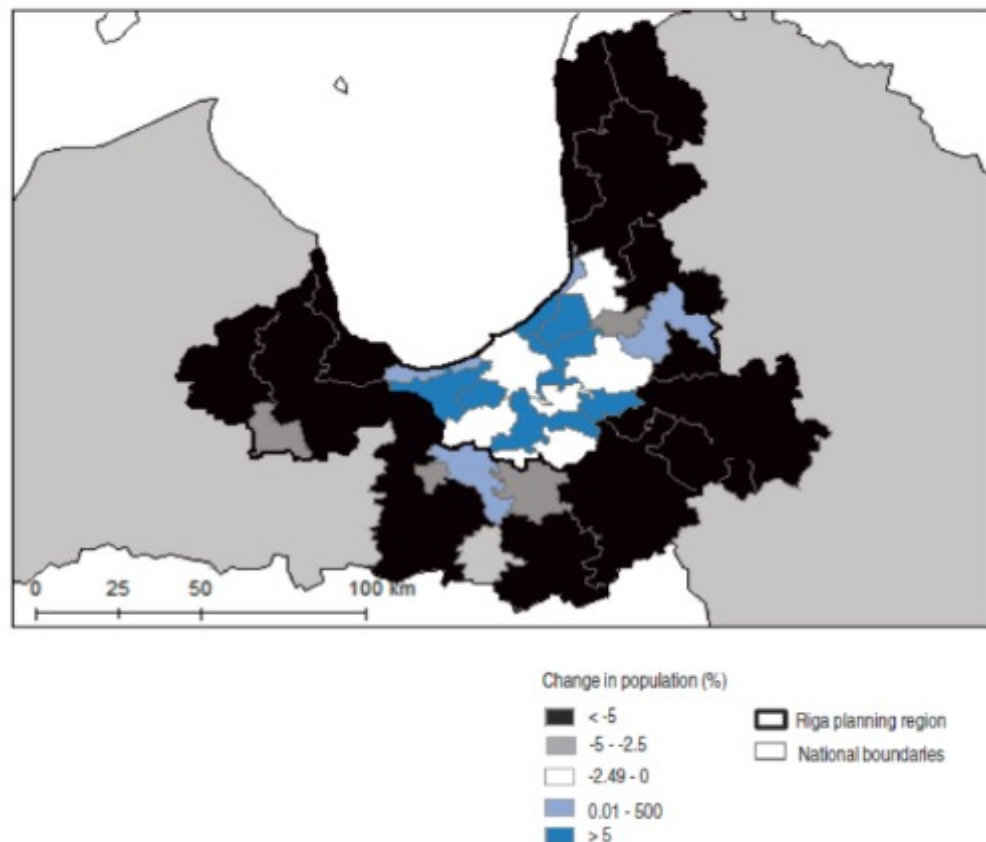 0 25 50 100 km
Change in population (%)
< -5
-5 - -2.5
-2.49 - 0
0.01 - 500
> 5
Riga planning region
National boundaries